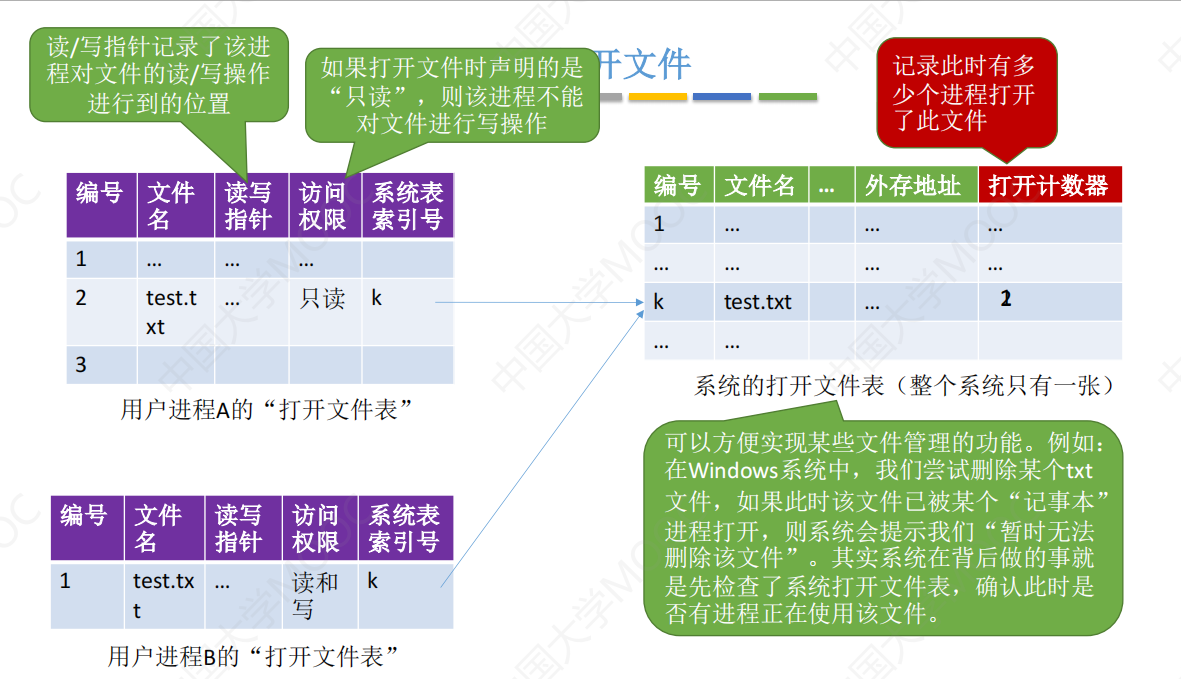 读/写指针记录了该进
程对文件的读/写操作
进行到的位置
如果打开文件时声明的是
“只读”，则该进程不能
对文件进行写操作
开文件
记录此时有多
少个进程打开
了此文件
编号 文件名 读写指针 访问权限 系统表索引号
1 … … …
2 test.txt … 只读 k
3
用户进程A的“打开文件表”
编号 文件名 … 外存地址 打开计数器
1 … … …
… … … …
k test.txt …
… …
系统的打开文件表（整个系统只有一张）
编号 文件名 读写指针 访问权限 系统表索引号
1 test.txt … 读和写 k
用户进程B的“打开文件表”
可以方便实现某些文件管理的功能。例如：
在Windows系统中，我们尝试删除某个txt
文件，如果此时该文件已被某个“记事本”
进程打开，则系统会提示我们“暂时无法
删除该文件”。其实系统在背后做的事就
是先检查了系统打开文件表，确认此时是
否有进程正在使用该文件。
中国大学MOOC